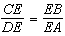 CE/DE = EB/EA